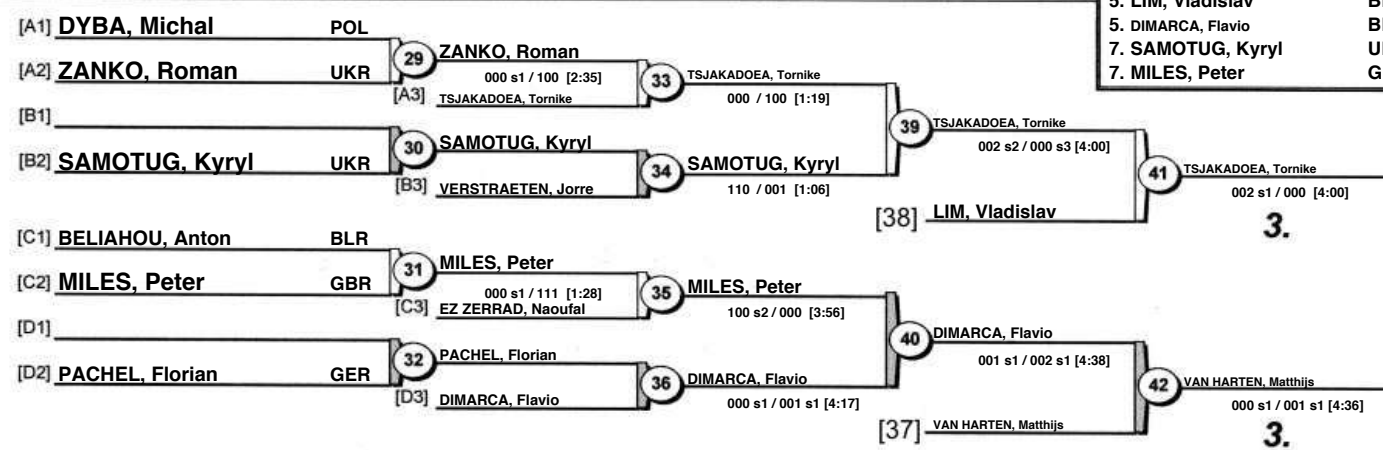 5. LIM, Vladislav
[A1] DYBA, Michal POL
5. DIMARCA, Flavio
29 ZANKO, Roman
7. SAMOTUG, Kyryl
[A2] ZANKO, Roman UKR
000 s1 / 100 [2:35]
33 TSJAKADOEA, Tornike
7. MILES, Peter
[A3] TSJAKADOEA, Tornike
000 / 100 [1:19]
[B1]
39 TSJAKADOEA, Tornike
30 SAMOTUG, Kyryl
002 s2 / 000 s3 [4:00]
[B2] SAMOTUG, Kyryl UKR
34 SAMOTUG, Kyryl
41 TSJAKADOEA, Tornike
[B3] VERSTRAETEN, Jorre
110 / 001 [1:06]
002 s1 / 000 [4:00]
[38] LIM, Vladislav
3.
[C1] BELIAHOU, Anton BLR
31 MILES, Peter
[C2] MILES, Peter GBR
000 s1 / 111 [1:28]
35 MILES, Peter
[C3] EZ ZERRAD, Naoufal
100 s2 / 000 [3:56]
[D1]
40 DIMARCA, Flavio
32 PACHEL, Florian
001 s1 / 002 s1 [4:38]
[D2] PACHEL, Florian GER
36 DIMARCA, Flavio
42 VAN HARTEN, Matthijs
[D3] DIMARCA, Flavio
000 s1 / 001 s1 [4:17]
000 s1 / 001 s1 [4:36]
[37] VAN HARTEN, Matthijs
3.